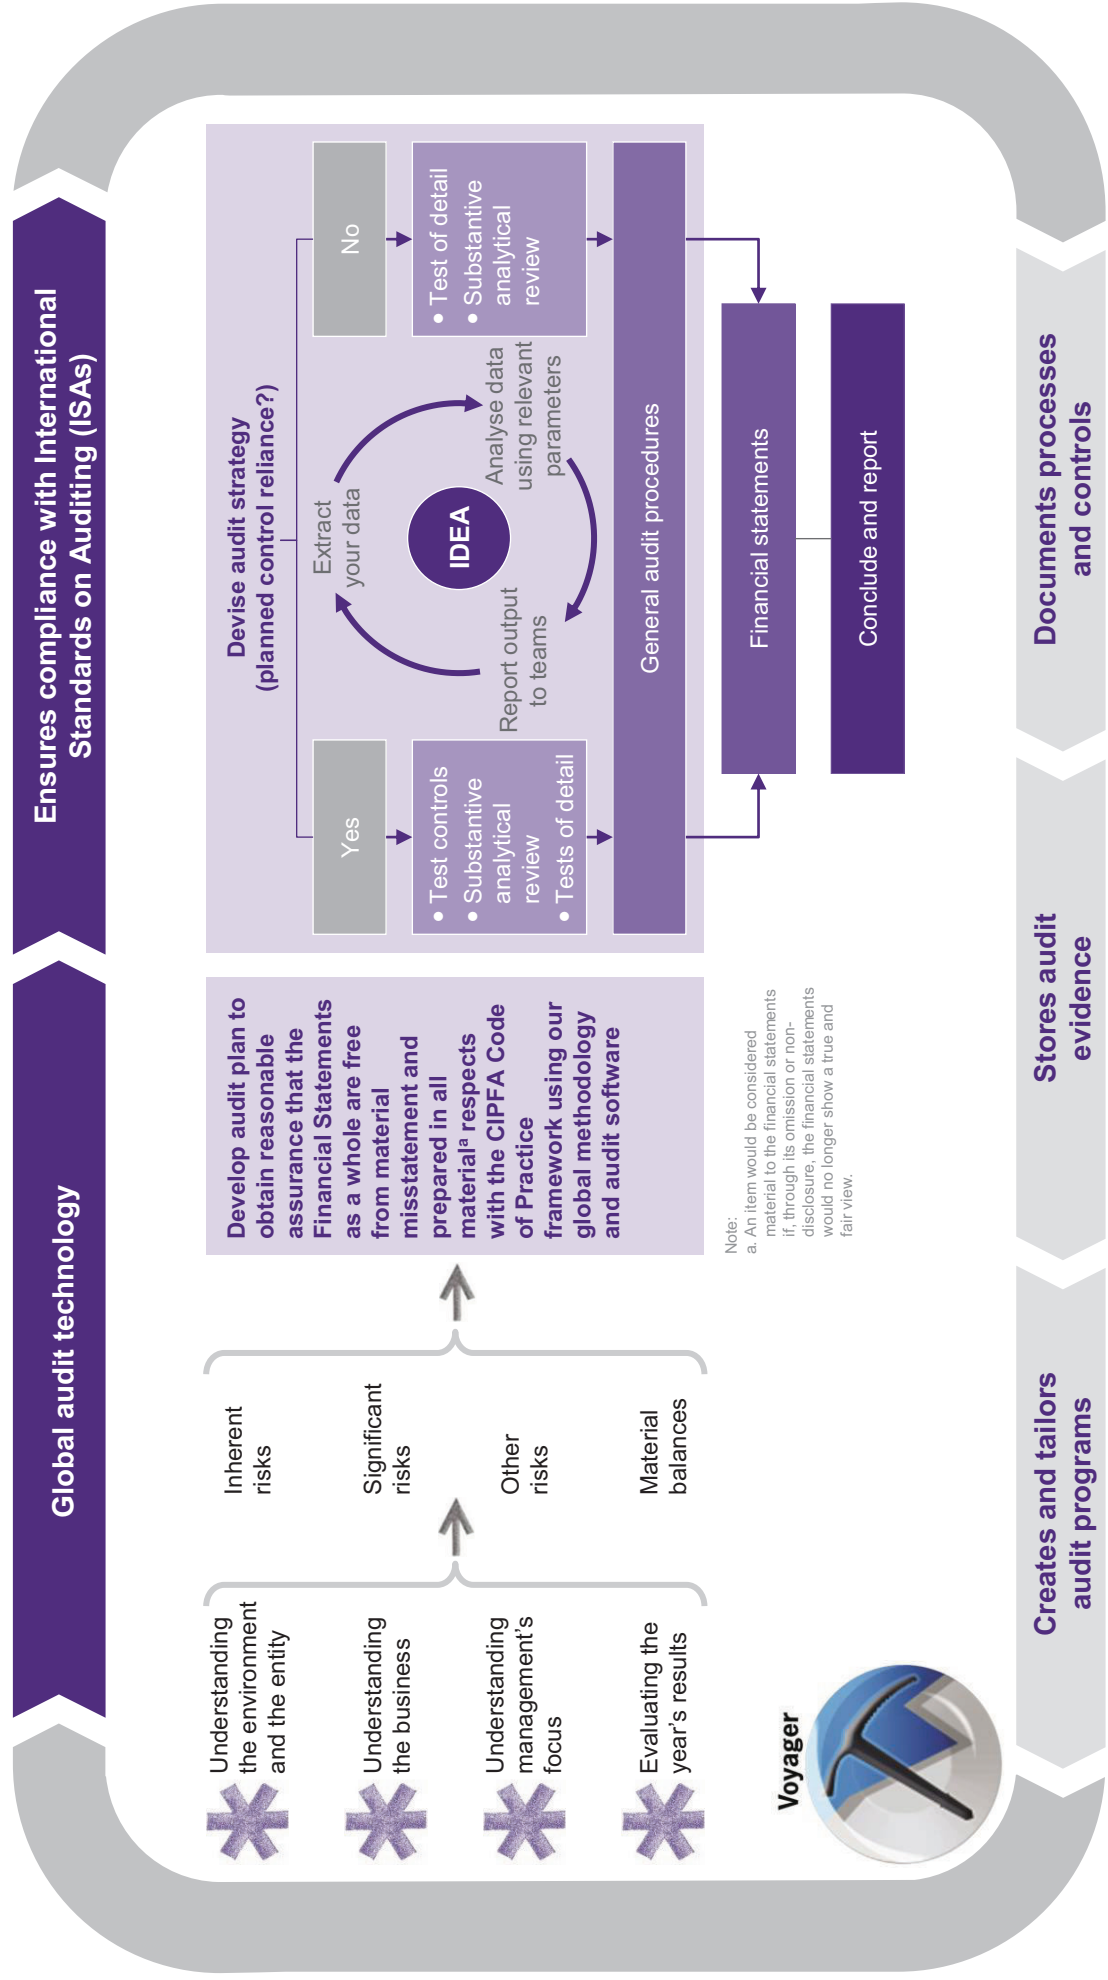 Global audit technology
Ensures compliance with International
Standards on Auditing (ISAs)
Understanding
the environment
and the entity
Understanding
the business
Understanding
management's
focus
Evaluating the
year's results
Inherent
risks
Significant
risks
Other
risks
Material
balances
Develop audit plan to
obtain reasonable
assurance that the
Financial Statements
as a whole are free
from material
misstatement and
prepared in all
materialᵃ respects
with the CIPFA Code
of Practice
framework using our
global methodology
and audit software
Note:
a. An item would be considered
material to the financial statements
if, through its omission or non-
disclosure, the financial statements
would no longer show a true and
fair view.
Devise audit strategy
(planned control reliance?)
Yes
No
• Test controls
• Substantive
analytical
review
• Tests of detail
Extract
your data
IDEA
Analyse data
using relevant
parameters
Report output
to teams
• Test of detail
• Substantive
analytical
review
General audit procedures
Financial statements
Conclude and report
Voyager
Creates and tailors
audit programs
Stores audit
evidence
Documents processes
and controls